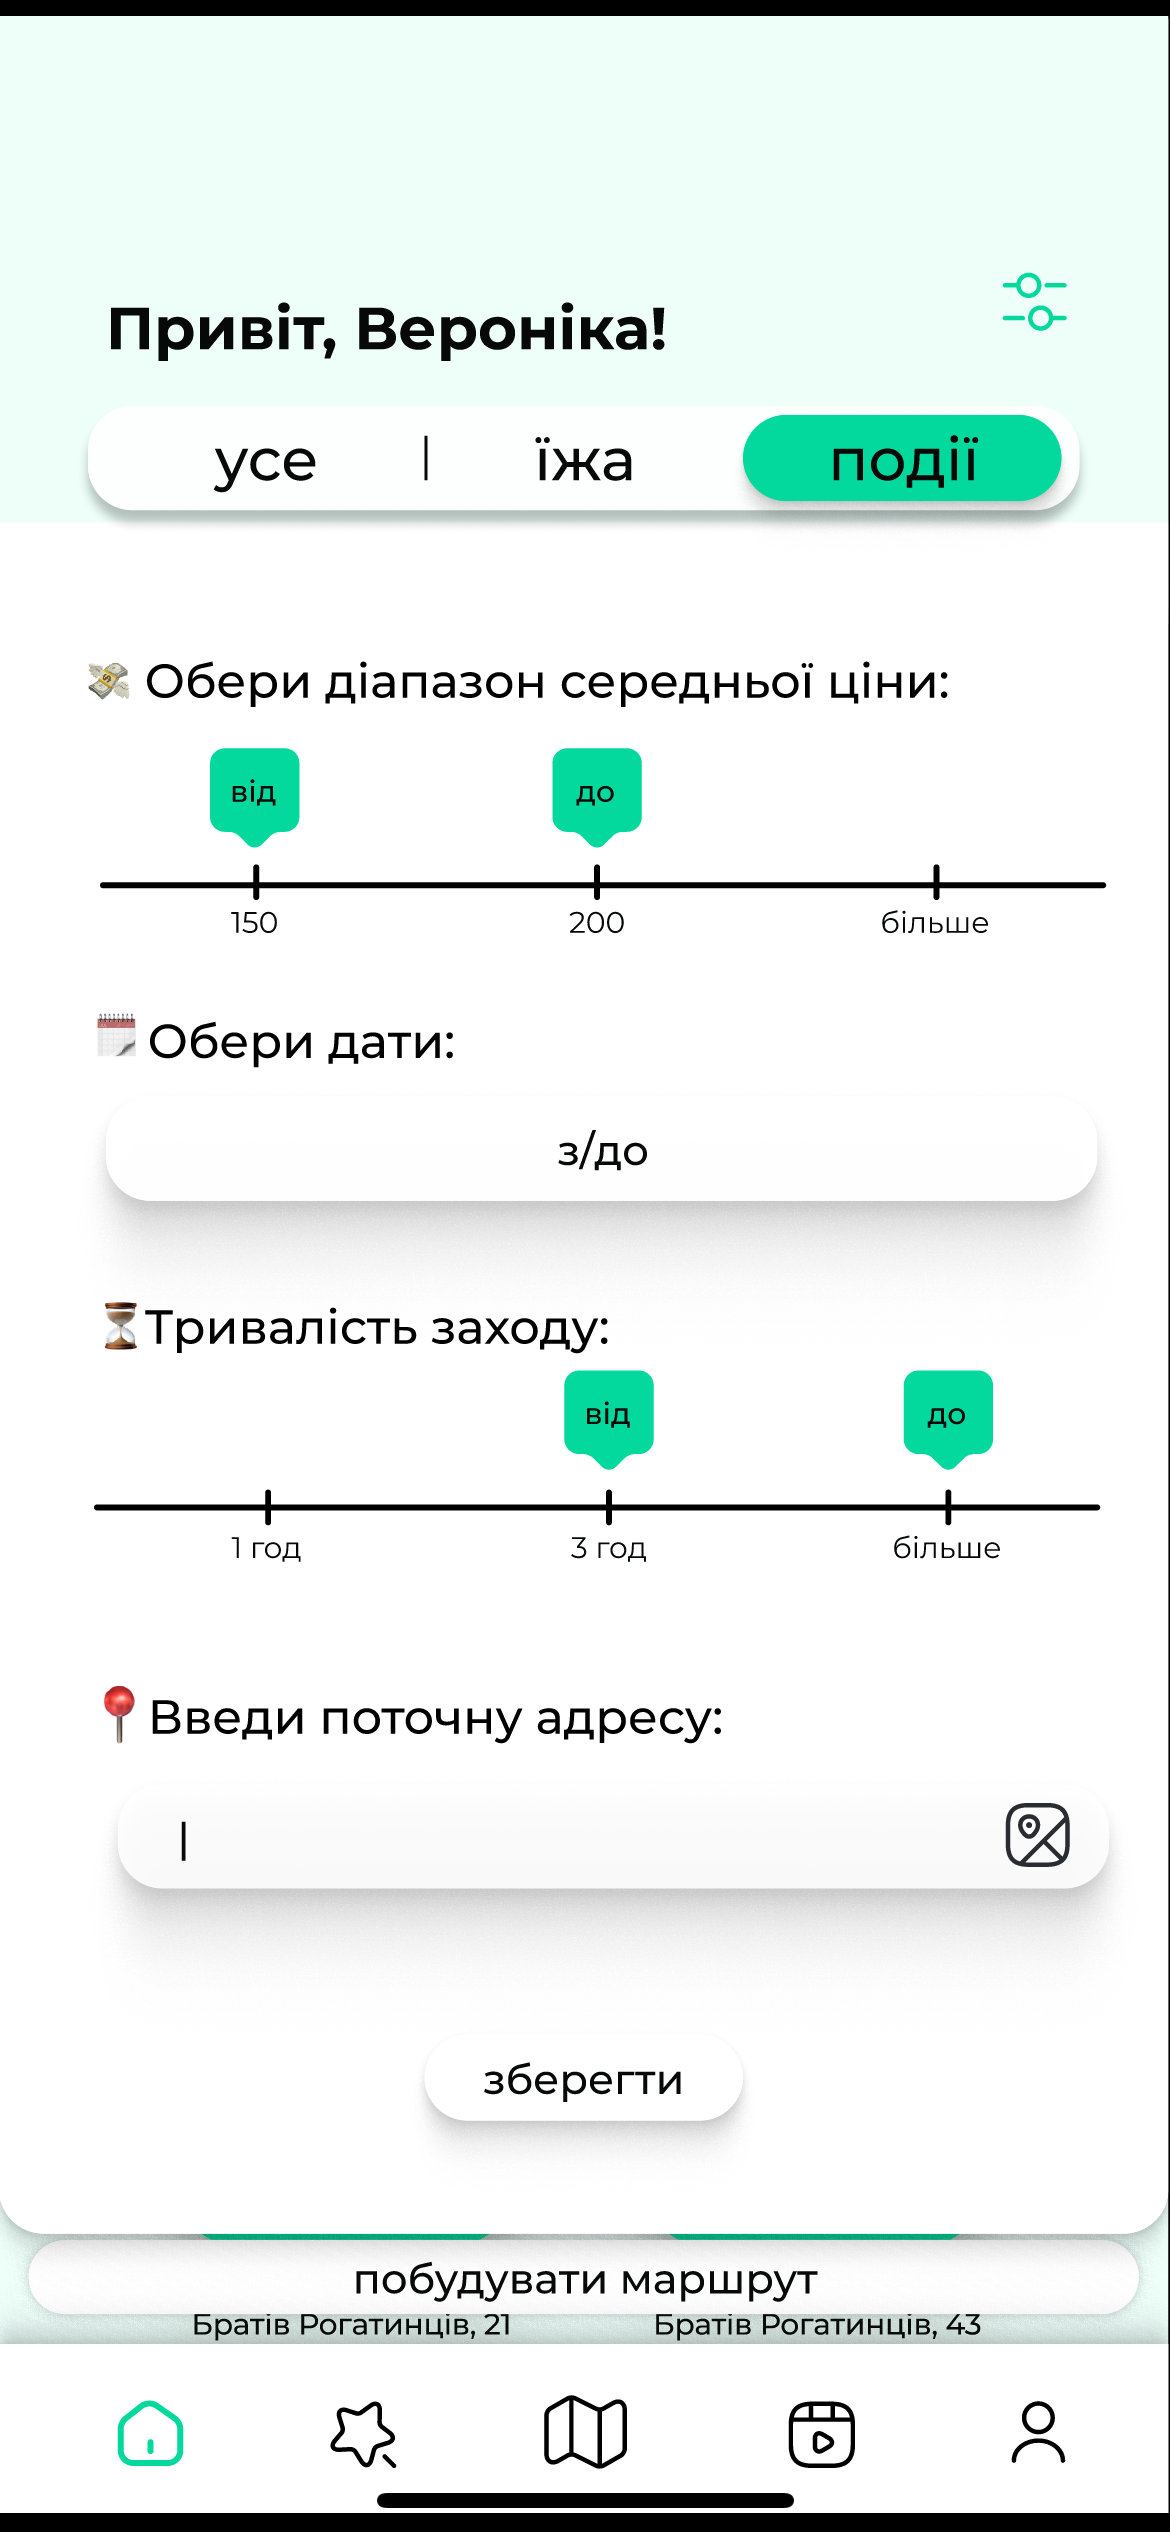 Привіт, Вероніка!
усе | їжа події
💸 Обери діапазон середньої ціни:
від до
150 200 більше
🗓 Обери дати:
з/до
⏳Тривалість заходу:
від до
1 год 3 год більше
📍Введи поточну адресу:
зберегти
побудувати маршрут
Братів Рогатинців, 21 Братів Рогатинців, 43